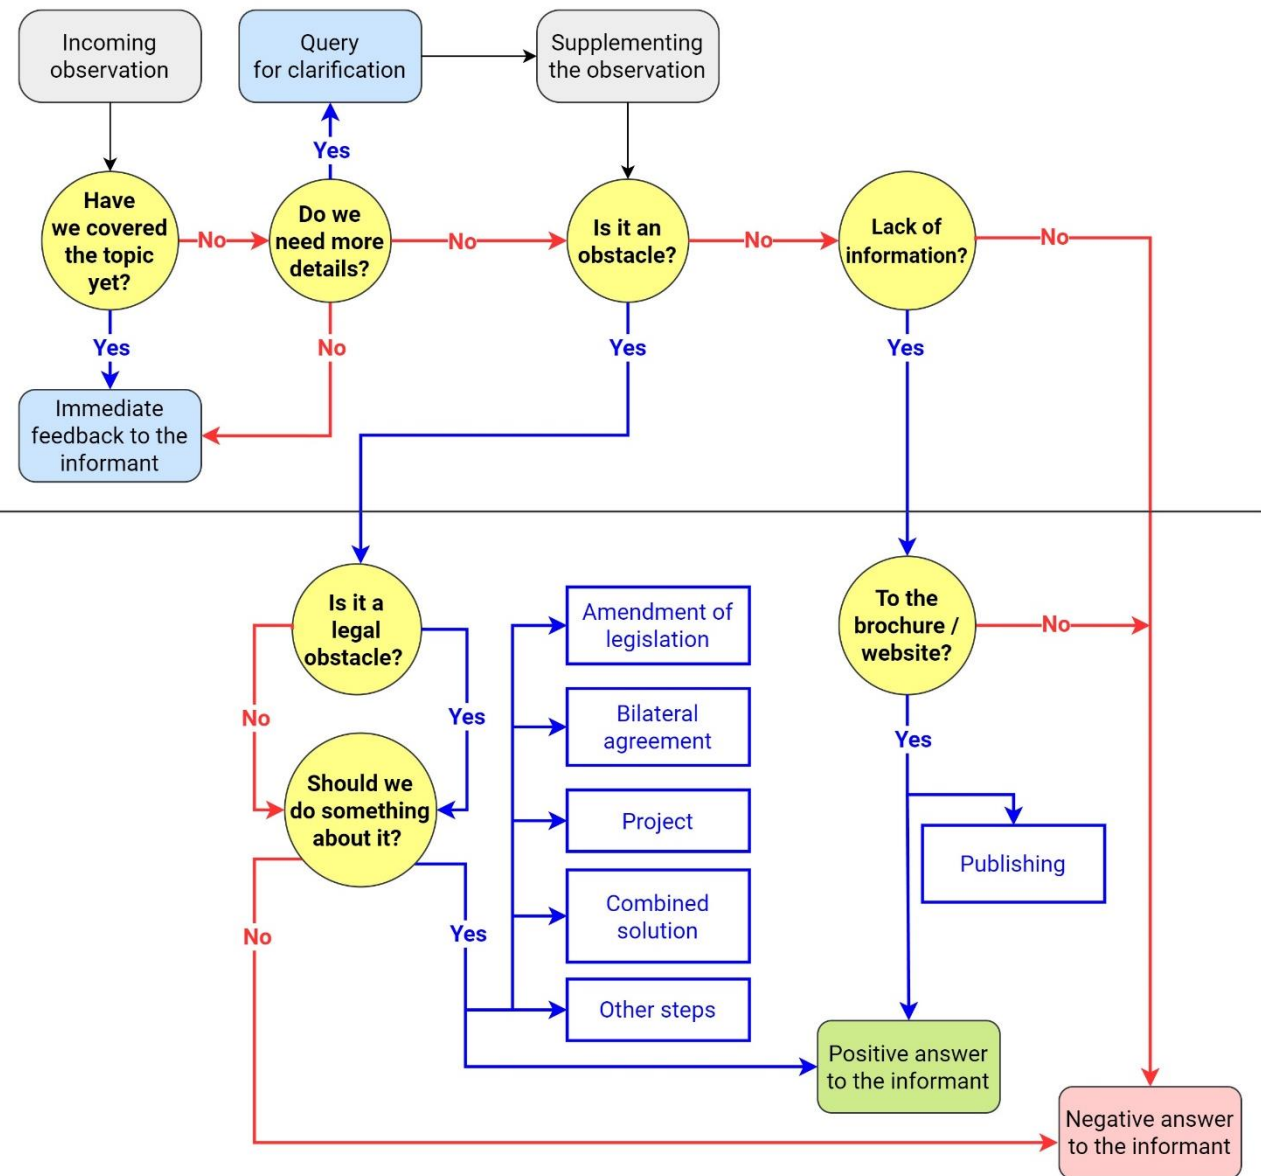 Incoming
observation
Query
for clarification
Supplementing
the observation
Yes
Have
we covered
the topic
yet?
No
Do we
need more
details?
No
Is it an
obstacle?
No
Lack of
information?
No
Yes
No
Yes
Yes
Immediate
feedback to the
informant
Is it a
legal
obstacle?
No
Yes
Should we
do something
about it?
No
Yes
Amendment of
legislation
Bilateral
agreement
Project
Combined
solution
Other steps
To the
brochure /
website?
No
Yes
Publishing
Positive answer
to the informant
Negative answer
to the informant